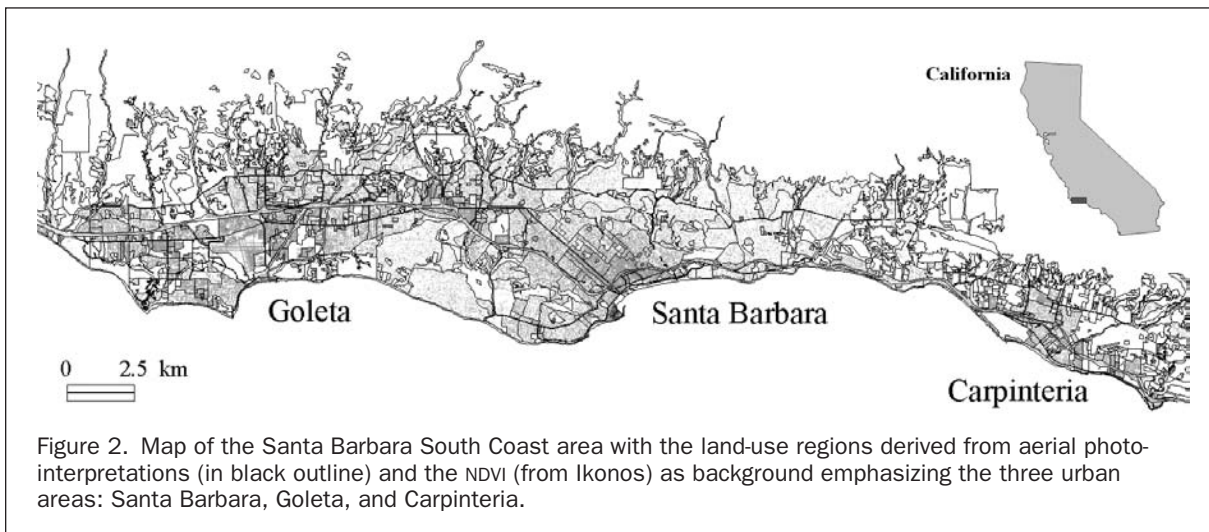 California
Goleta
Santa Barbara
0 2.5 km
Carpinteria
Figure 2. Map of the Santa Barbara South Coast area with the land-use regions derived from aerial photo-
interpretations (in black outline) and the NDVI (from Ikonos) as background emphasizing the three urban
areas: Santa Barbara, Goleta, and Carpinteria.